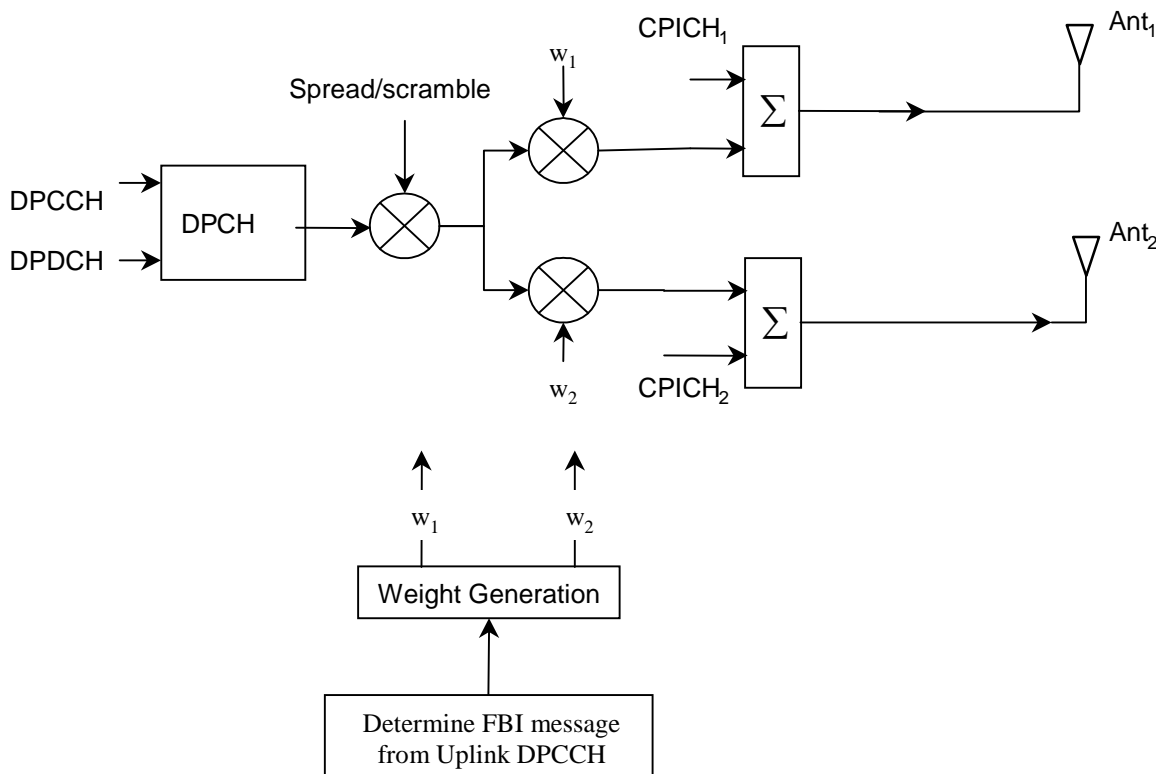 Ant₁
CPICH₁
w₁
Spread/scramble
Σ
DPCCH
DPCH
DPDCH
Ant₂
Σ
CPICH₂
w₂
w₁
w₂
Weight Generation
Determine FBI message
from Uplink DPCCH